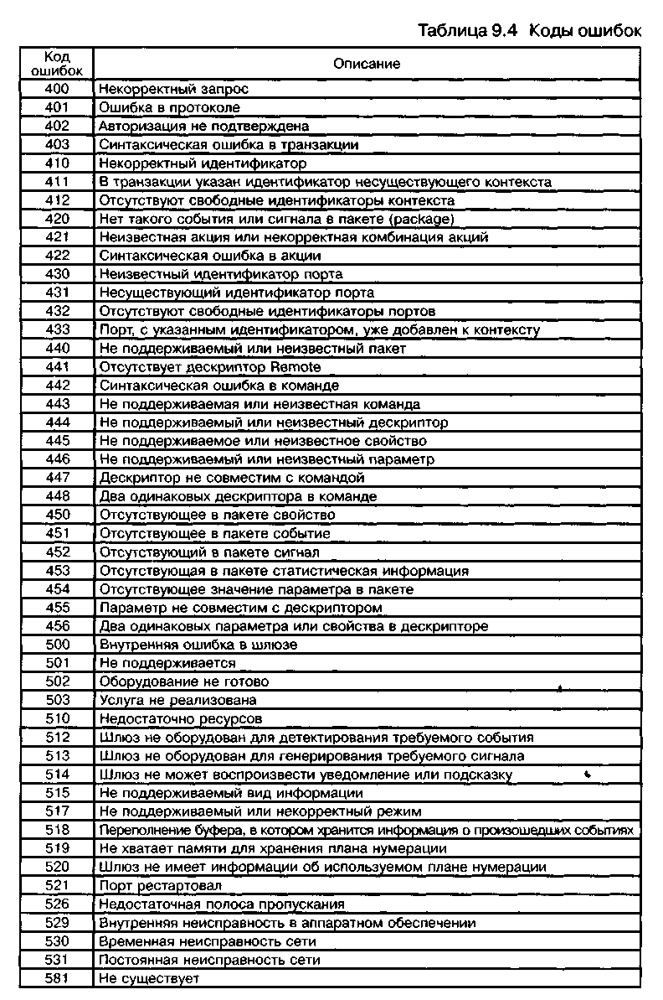 Таблица 9.4 Коды ошибок
Код ошибок Описание
400 Некорректный запрос
401 Ошибка в протоколе
402 Авторизация не подтверждена
403 Синтаксическая ошибка в транзакции
410 Некорректный идентификатор
411 В транзакции указан идентификатор несуществующего контекста
412 Отсутствуют свободные идентификаторы контекста
420 Нет такого события или сигнала в пакете (package)
421 Неизвестная акция или некорректная комбинация акций
422 Синтаксическая ошибка в акции
430 Неизвестный идентификатор порта
431 Несуществующий идентификатор порта
432 Отсутствуют свободные идентификаторы портов
433 Порт, с указанным идентификатором, уже добавлен к контексту
440 Не поддерживаемый или неизвестный пакет
441 Отсутствует дескриптор Remote
442 Синтаксическая ошибка в команде
443 Не поддерживаемая или неизвестная команда
444 Не поддерживаемый или неизвестный дескриптор
445 Не поддерживаемое или неизвестное свойство
446 Не поддерживаемый или неизвестный параметр
447 Дескриптор не совместим с командой
448 Два одинаковых дескриптора в команде
450 Отсутствующее в пакете свойство
451 Отсутствующее в пакете событие
452 Отсутствующий в пакете сигнал
453 Отсутствующая в пакете статистическая информация
454 Отсутствующее значение параметра в пакете
455 Параметр не совместим с дескриптором
456 Два одинаковых параметра или свойства в дескрипторе
500 Внутренняя ошибка в шлюзе
501 Не поддерживается
502 Оборудование не готово
503 Услуга не реализована
510 Недостаточно ресурсов
512 Шлюз не оборудован для детектирования требуемого события
513 Шлюз не оборудован для генерирования требуемого сигнала
514 Шлюз не может воспроизвести уведомление или подсказку
515 Не поддерживаемый вид информации
517 Не поддерживаемый или некорректный режим
518 Переполнение буфера, в котором хранится информация о произошедших событиях
519 Не хватает памяти для хранения плана нумерации
520 Шлюз не имеет информации об используемом плане нумерации
521 Порт рестартовал
526 Недостаточная полоса пропускания
529 Внутренняя неисправность в аппаратном обеспечении
530 Временная неисправность сети
531 Постоянная неисправность сети
581 Не существует